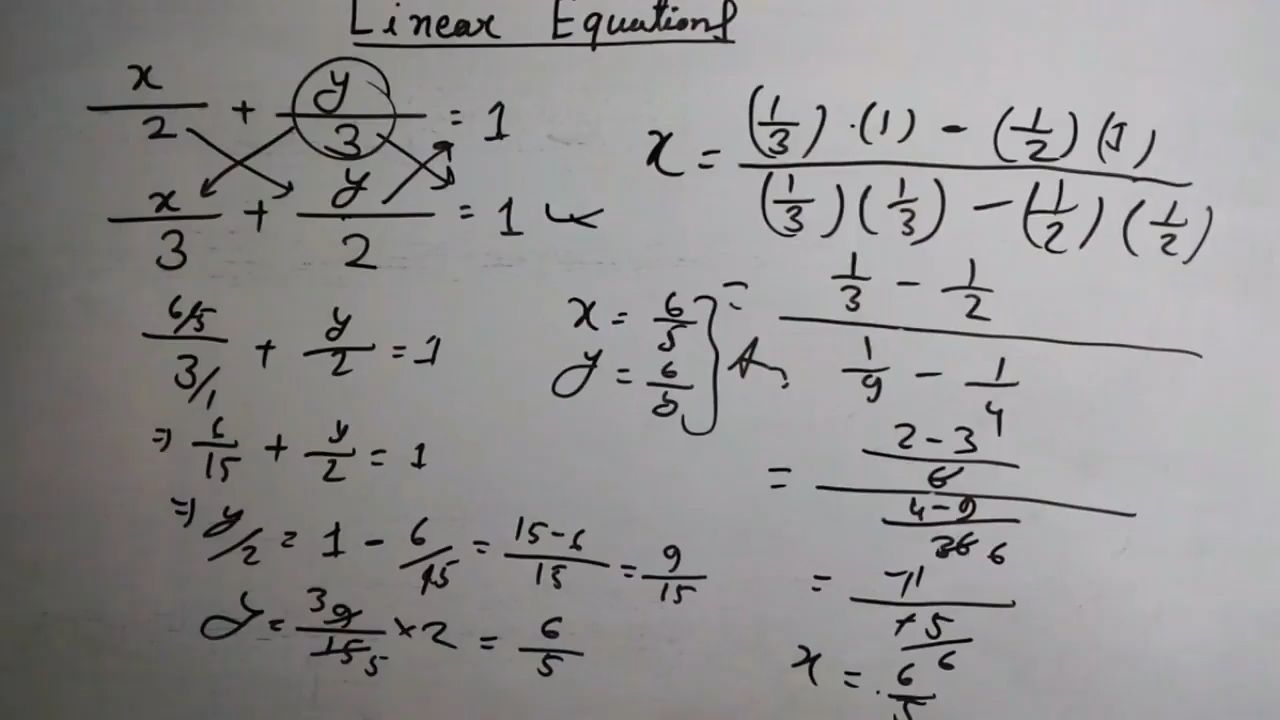 Linear Equations
x/2 + y/3 = 1
x/3 + y/2 = 1
(6/5)/(3/1) + y/2 = 1
⇒ 6/15 + y/2 = 1
⇒ y/2 = 1 - 6/15 = (15-6)/15 = 9/15
y = 9/15 × 2 = 6/5
x = 6/5
y = 6/5
x = ((1/3)·(1) - (1/2)(1)) / ((1/3)(1/3) - (1/2)(1/2))
= (1/3 - 1/2) / (1/9 - 1/4)
= ((2-3)/6) / ((4-9)/36)
= -1 / (-5/6)
x = 6/5